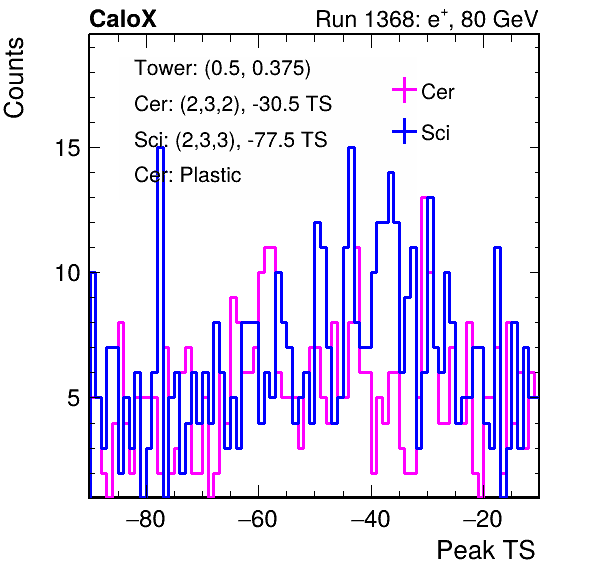 CaloX Run 1368: e⁺, 80 GeV
Counts
Tower: (0.5, 0.375)
Cer: (2,3,2), -30.5 TS
Sci: (2,3,3), -77.5 TS
Cer: Plastic
Cer
Sci
15
10
5
−80 −60 −40 −20
Peak TS